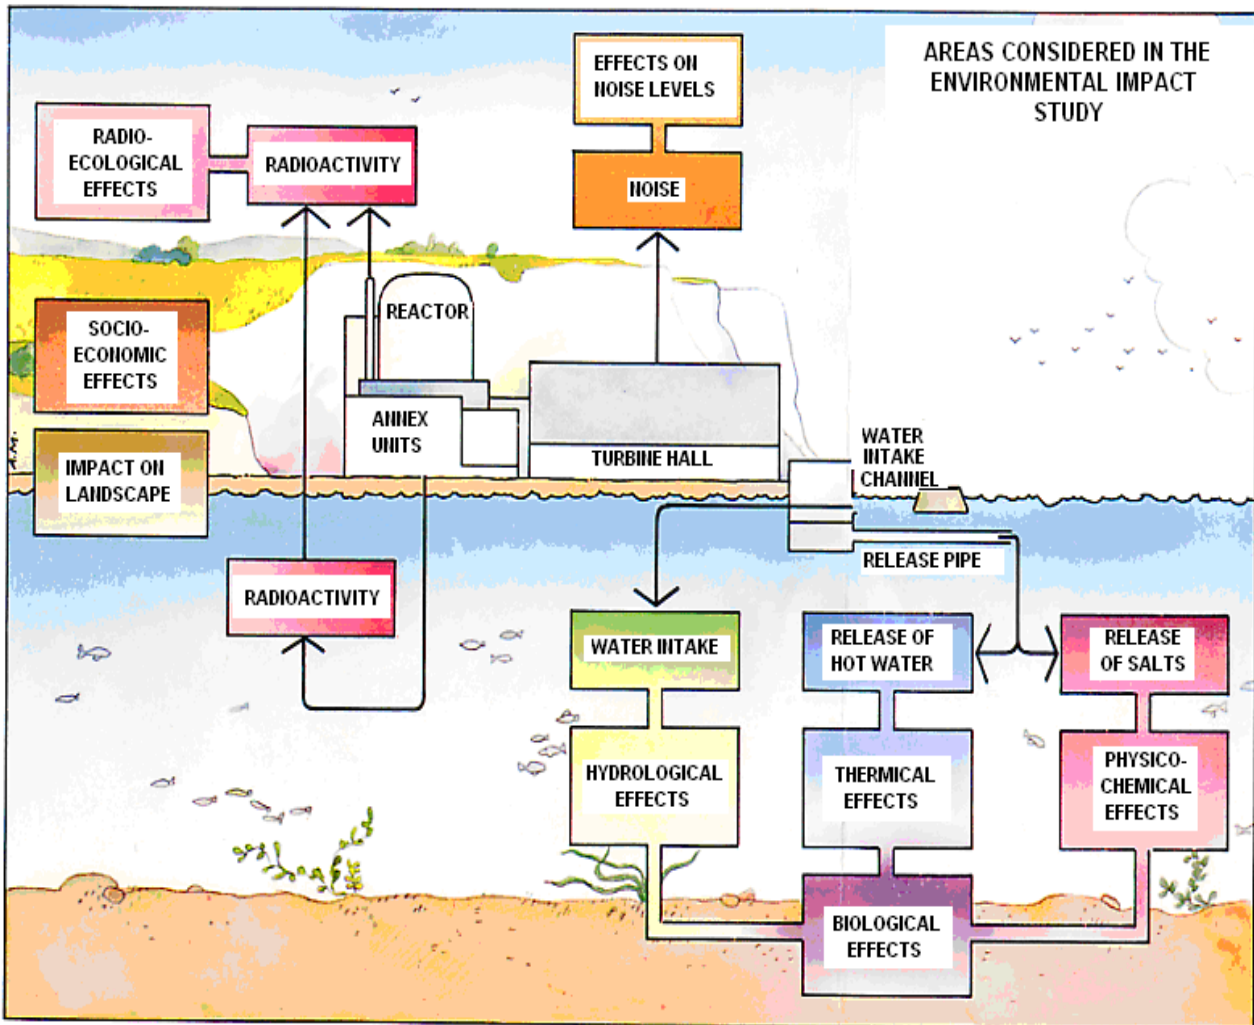 AREAS CONSIDERED IN THE
ENVIRONMENTAL IMPACT
STUDY
EFFECTS ON
NOISE LEVELS
NOISE
RADIO-
ECOLOGICAL
EFFECTS
RADIOACTIVITY
SOCIO-
ECONOMIC
EFFECTS
IMPACT ON
LANDSCAPE
A.M.
REACTOR
ANNEX
UNITS
TURBINE HALL
WATER
INTAKE
CHANNEL
RELEASE PIPE
RADIOACTIVITY
WATER INTAKE
RELEASE OF
HOT WATER
RELEASE
OF SALTS
HYDROLOGICAL
EFFECTS
THERMICAL
EFFECTS
PHYSICO-
CHEMICAL
EFFECTS
BIOLOGICAL
EFFECTS